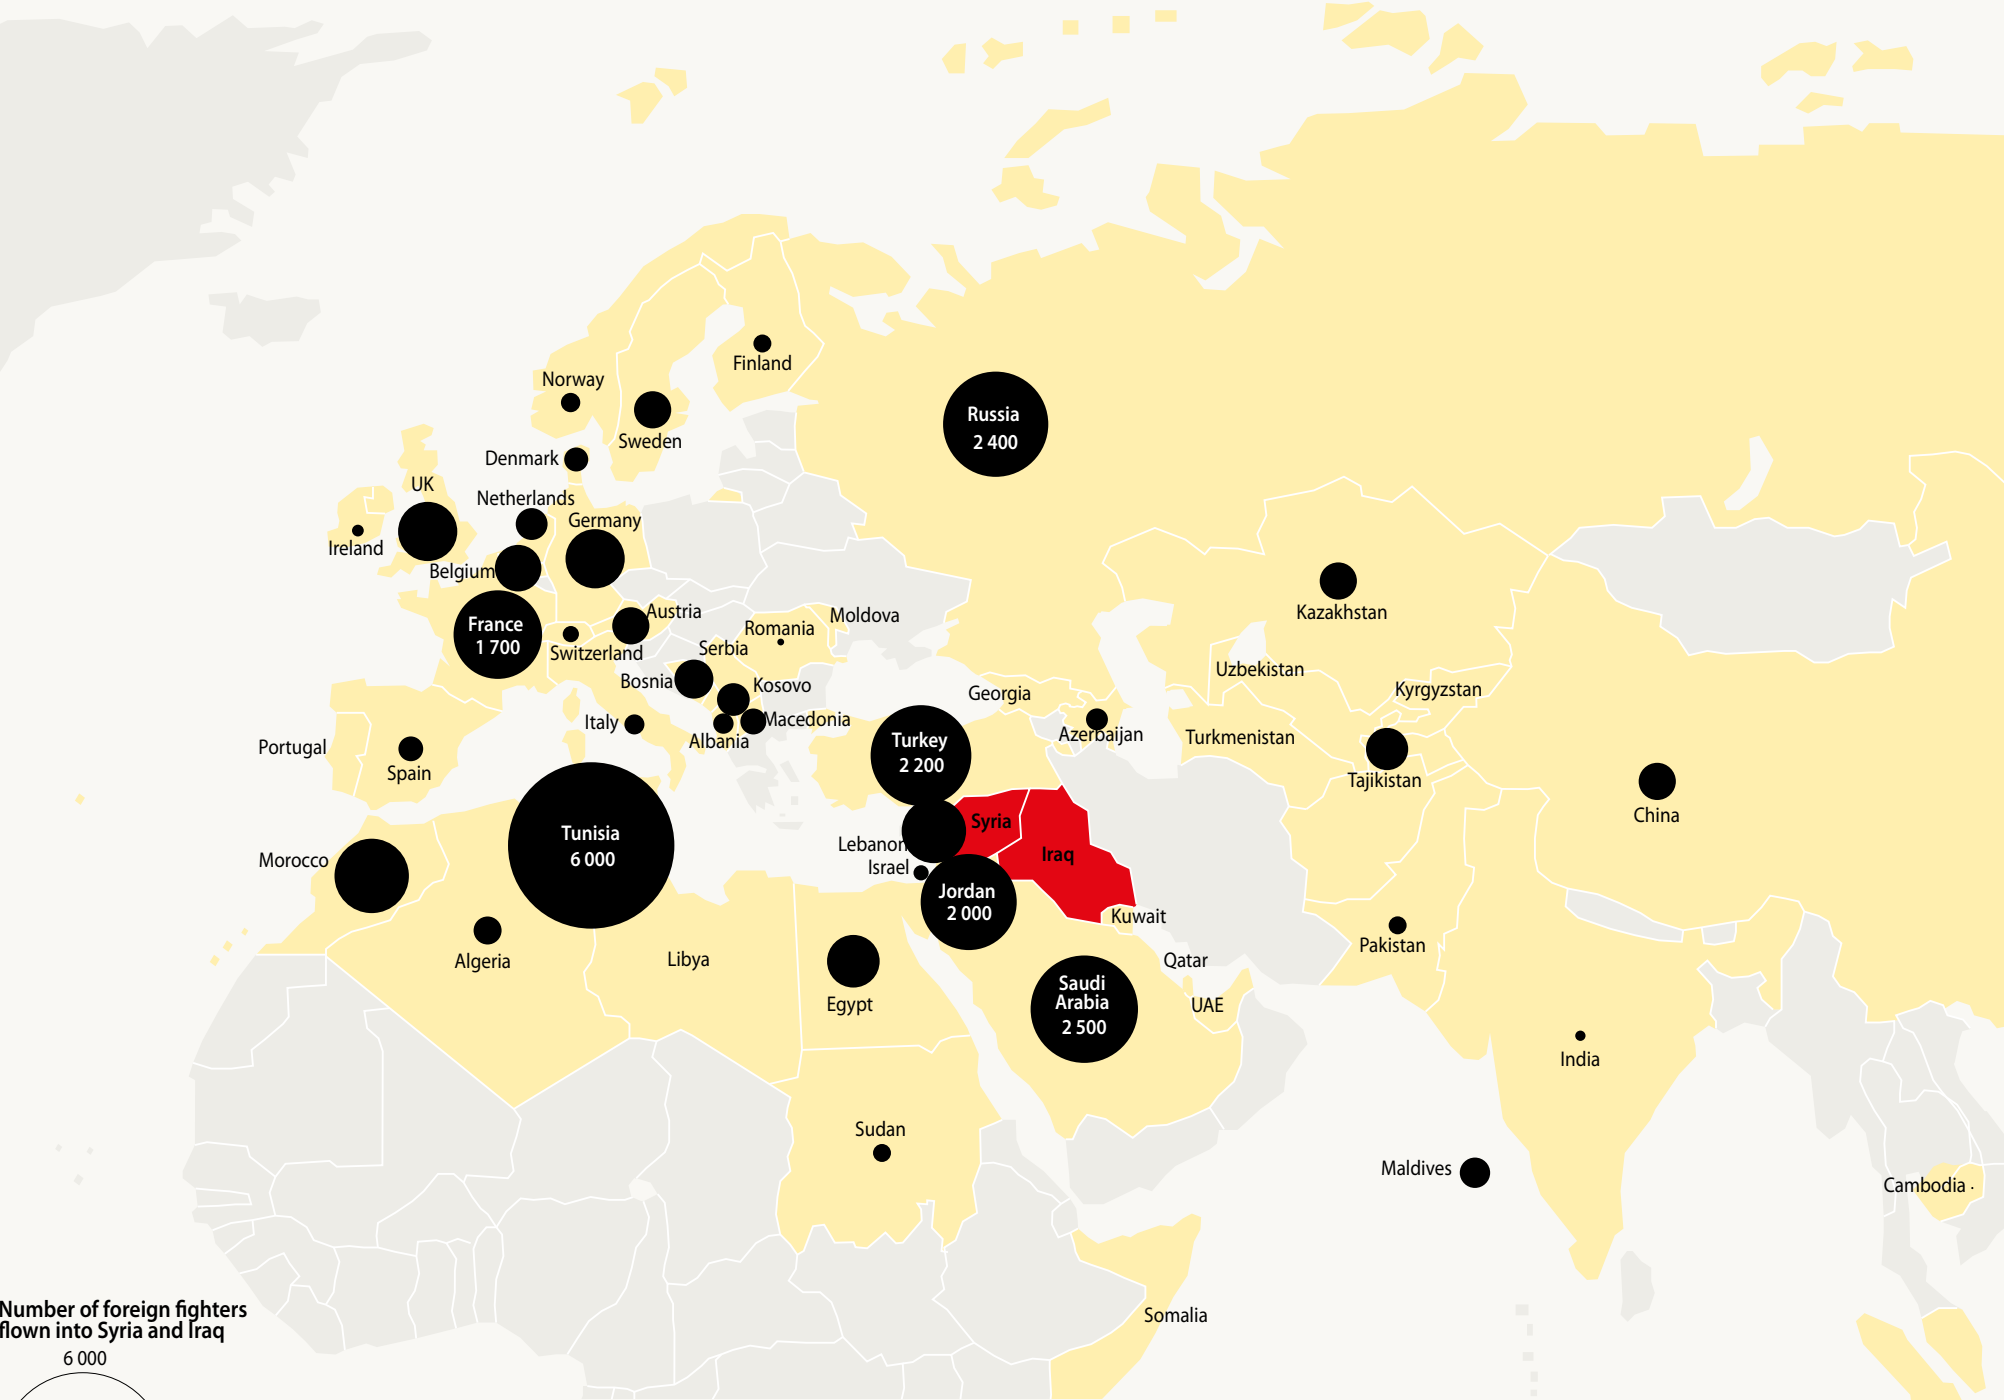 Finland
Norway
Russia
2 400
Sweden
Denmark
UK
Netherlands
Germany
Ireland
Belgium
Kazakhstan
Austria
Moldova
France
1 700
Romania
Switzerland
Serbia
Uzbekistan
Bosnia
Kosovo
Georgia
Kyrgyzstan
Italy
Macedonia
Albania
Azerbaijan
Turkmenistan
Portugal
Spain
Turkey
2 200
Tajikistan
China
Syria
Tunisia
6 000
Lebanon
Iraq
Morocco
Israel
Jordan
2 000
Kuwait
Pakistan
Algeria
Libya
Qatar
Egypt
Saudi
Arabia
2 500
UAE
India
Sudan
Maldives
Cambodia
Somalia
Number of foreign fighters
flown into Syria and Iraq
6 000